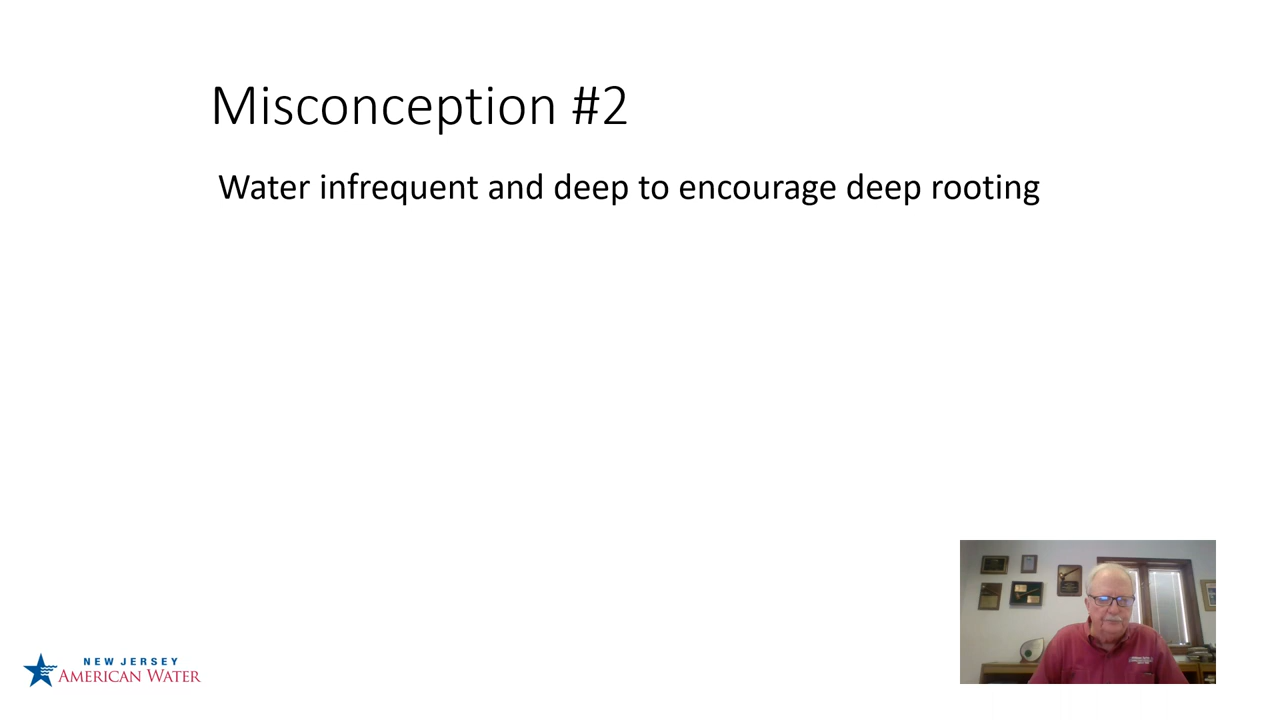 Misconception #2
Water infrequent and deep to encourage deep rooting
NEW JERSEY
AMERICAN WATER